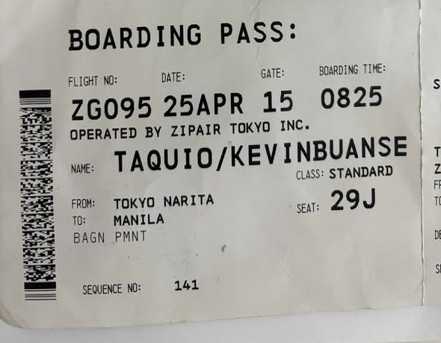 BOARDING PASS:
FLIGHT NO: DATE: GATE: BOARDING TIME:
ZG095 25APR 15 0825
OPERATED BY ZIPAIR TOKYO INC.
NAME: TAQUIO/KEVINBUANSE
CLASS: STANDARD
FROM: TOKYO NARITA
TO: MANILA
SEAT: 29J
BAGN PMNT
SEQUENCE NO: 141